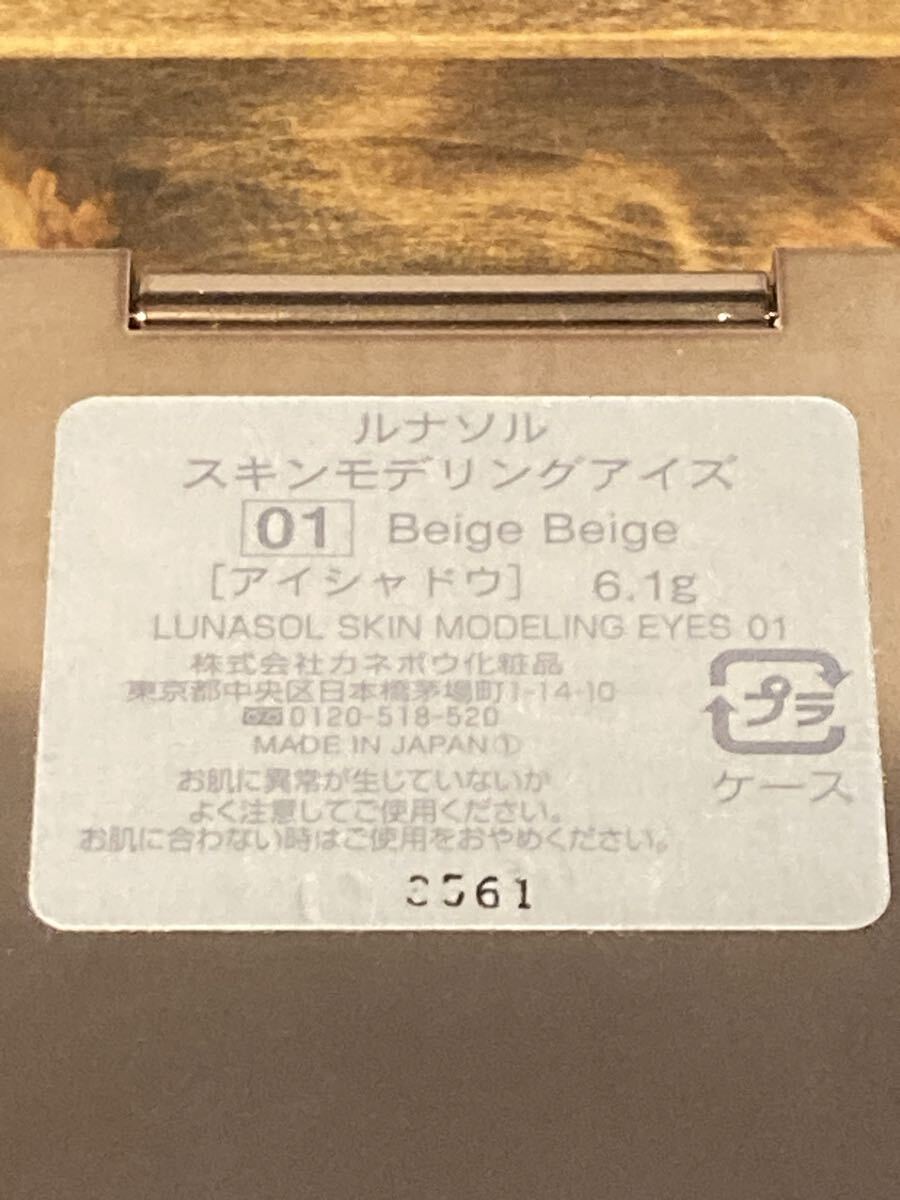 ルナソル
スキンモデリングアイズ
01 Beige Beige
[アイシャドウ] 6.1g
LUNASOL SKIN MODELING EYES 01
株式会社カネボウ化粧品
東京都中央区日本橋茅場町1-14-10
0120-518-520
MADE IN JAPAN①
プラ
ケース
お肌に異常が生じていないか
よく注意してご使用ください。
お肌に合わない時はご使用をおやめください。